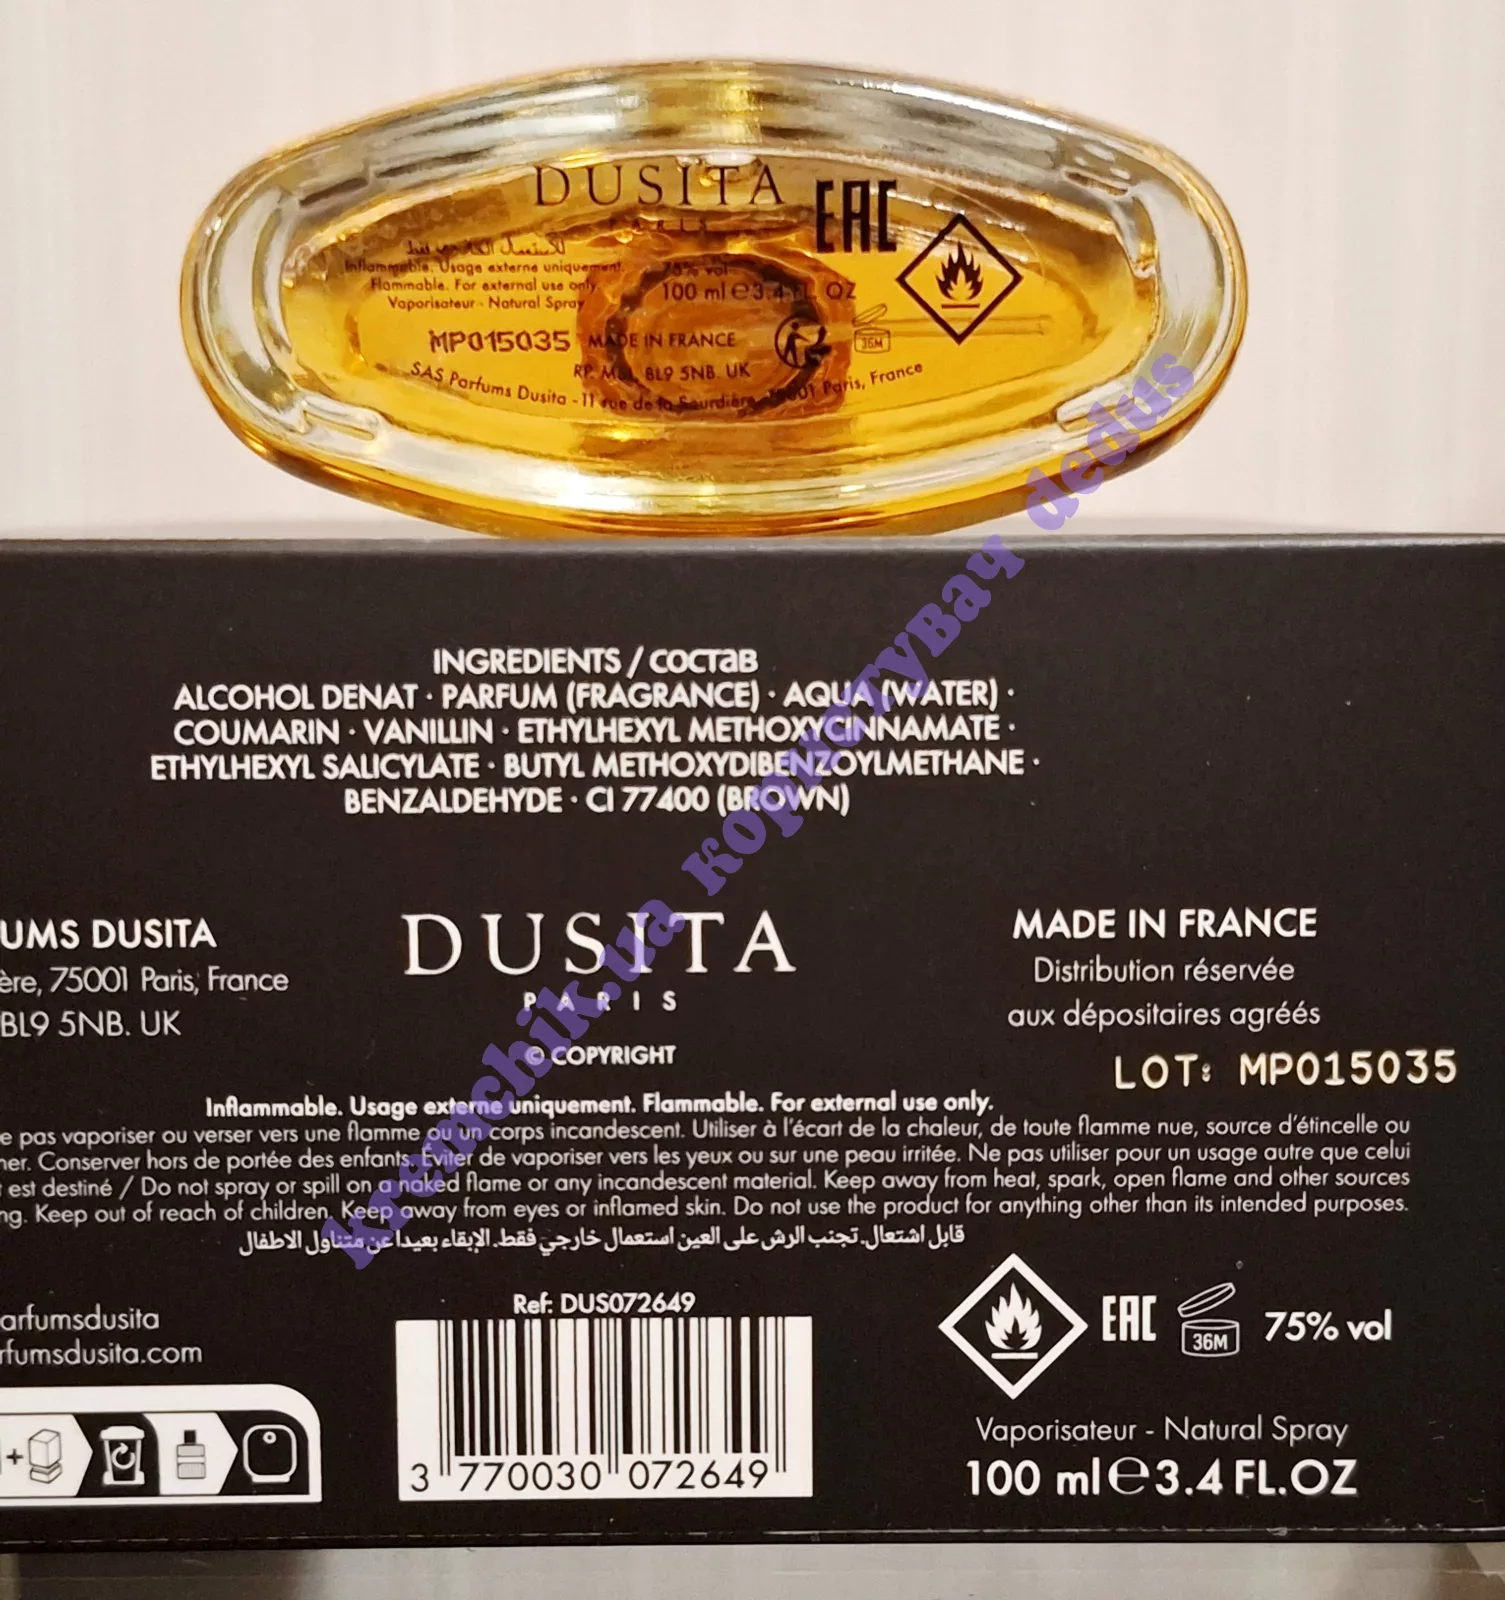 DUSITA
PARIS
EAC
للاستعمال الخارجي فقط
Inflammable. Usage externe uniquement.
Flammable. For external use only.
Vaporisateur - Natural Spray
75% vol
100 ml e 3.4 FL. OZ
MP015035
MADE IN FRANCE
36M
BL9 5NB. UK
SAS Parfums Dusita - 11 rue de la Sourdière, 75001 Paris, France
INGREDIENTS / состав
ALCOHOL DENAT · PARFUM (FRAGRANCE) · AQUA (WATER) ·
COUMARIN · VANILLIN · ETHYLHEXYL METHOXYCINNAMATE ·
ETHYLHEXYL SALICYLATE · BUTYL METHOXYDIBENZOYLMETHANE ·
BENZALDEHYDE · CI 77400 (BROWN)
UMS DUSITA
ère, 75001 Paris, France
BL9 5NB. UK
DUSITA
PARIS
© COPYRIGHT
MADE IN FRANCE
Distribution réservée
aux dépositaires agréés
LOT: MP015035
Inflammable. Usage externe uniquement. Flammable. For external use only.
e pas vaporiser ou verser vers une flamme ou un corps incandescent. Utiliser à l'écart de la chaleur, de toute flamme nue, source d'étincelle ou
ner. Conserver hors de portée des enfants. Éviter de vaporiser vers les yeux ou sur une peau irritée. Ne pas utiliser pour un usage autre que celui
est destiné / Do not spray or spill on a naked flame or any incandescent material. Keep away from heat, spark, open flame and other sources
ng. Keep out of reach of children. Keep away from eyes or inflamed skin. Do not use the product for anything other than its intended purposes.
قابل اشتعال. تجنب الرش على العين استعمال خارجي فقط. الإبقاء بعيدا عن متناول الاطفال
arfumsdusita
rfumsdusita.com
Ref: DUS072649
3 770030 072649
EAC
36M
75% vol
Vaporisateur - Natural Spray
100 ml e 3.4 FL.OZ
kremchik.ua користувач dedus